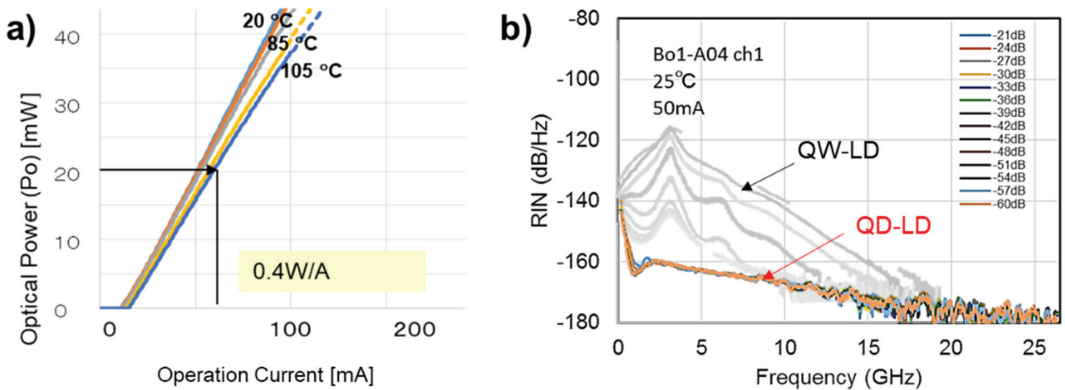 a)
20 °C
85 °C
105 °C
Optical Power (Po) [mW]
40
30
20
10
0
0.4W/A
0
100
200
Operation Current [mA]
b)
RIN (dB/Hz)
-80
-100
-120
-140
-160
-180
Bo1-A04 ch1
25℃
50mA
QW-LD
QD-LD
-21dB
-24dB
-27dB
-30dB
-33dB
-36dB
-39dB
-42dB
-45dB
-48dB
-51dB
-54dB
-57dB
-60dB
0
5
10
15
20
25
Frequency (GHz)